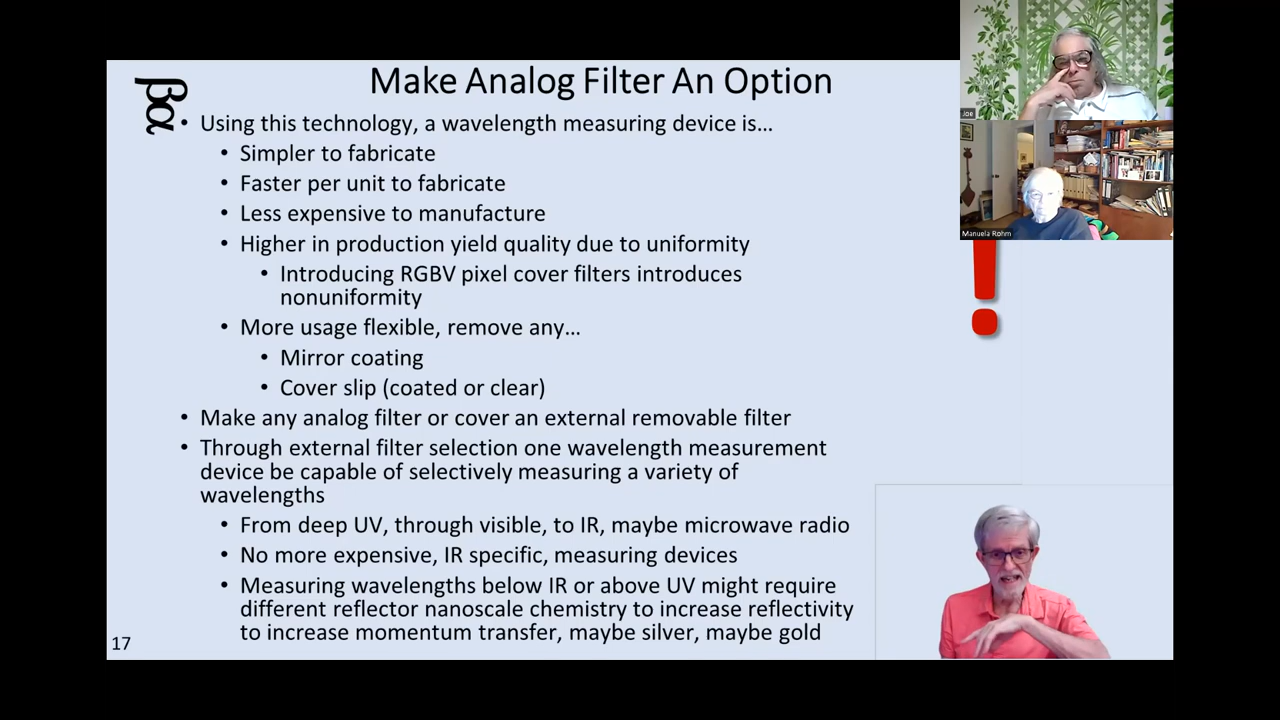 Make Analog Filter An Option
βα
• Using this technology, a wavelength measuring device is…
• Simpler to fabricate
• Faster per unit to fabricate
• Less expensive to manufacture
• Higher in production yield quality due to uniformity
• Introducing RGBV pixel cover filters introduces
nonuniformity
• More usage flexible, remove any…
• Mirror coating
• Cover slip (coated or clear)
• Make any analog filter or cover an external removable filter
• Through external filter selection one wavelength measurement
device be capable of selectively measuring a variety of
wavelengths
• From deep UV, through visible, to IR, maybe microwave radio
• No more expensive, IR specific, measuring devices
• Measuring wavelengths below IR or above UV might require
different reflector nanoscale chemistry to increase reflectivity
to increase momentum transfer, maybe silver, maybe gold
17
Joe
Manuela Rohm
!